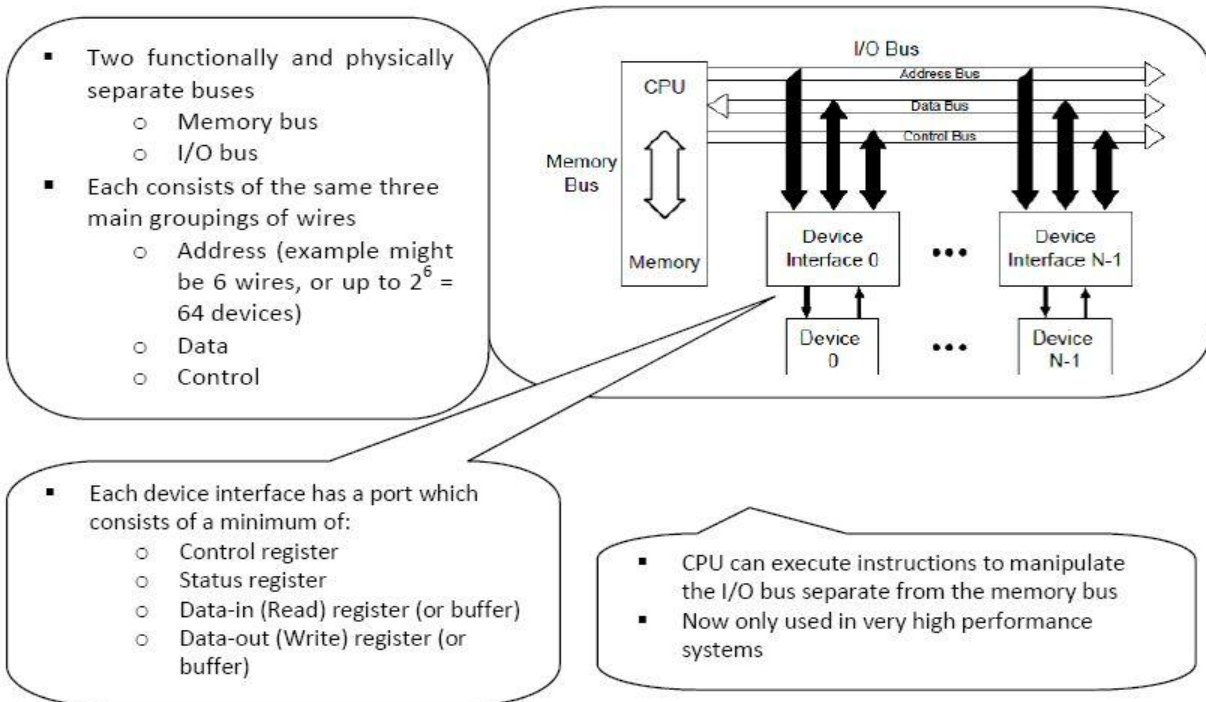 ▪ Two functionally and physically
separate buses
o Memory bus
o I/O bus
▪ Each consists of the same three
main groupings of wires
o Address (example might
be 6 wires, or up to 2^6 =
64 devices)
o Data
o Control
I/O Bus
Address Bus
CPU
Data Bus
Control Bus
Memory
Bus
Memory
Device
Interface 0
•••
Device
Interface N-1
Device
0
•••
Device
N-1
▪ Each device interface has a port which
consists of a minimum of:
o Control register
o Status register
o Data-in (Read) register (or buffer)
o Data-out (Write) register (or
buffer)
▪ CPU can execute instructions to manipulate
the I/O bus separate from the memory bus
▪ Now only used in very high performance
systems